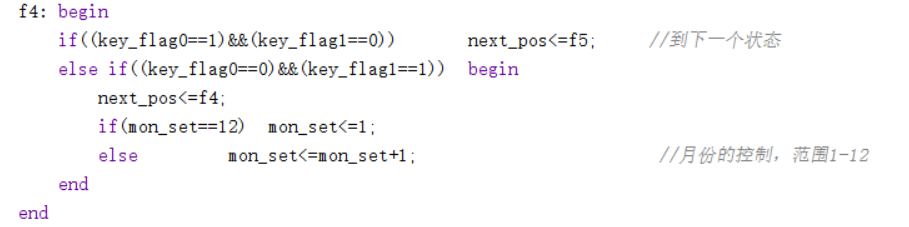 f4: begin
if((key_flag0==1)&&(key_flag1==0)) next_pos<=f5; //到下一个状态
else if((key_flag0==0)&&(key_flag1==1)) begin
next_pos<=f4;
if(mon_set==12) mon_set<=1;
else mon_set<=mon_set+1; //月份的控制，范围1-12
end
end